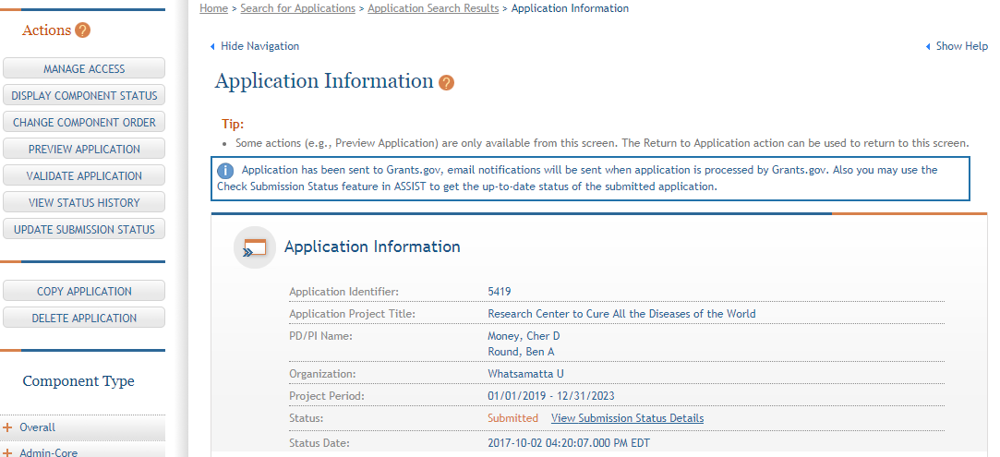 Home > Search for Applications > Application Search Results > Application Information
Actions ?
MANAGE ACCESS
DISPLAY COMPONENT STATUS
CHANGE COMPONENT ORDER
PREVIEW APPLICATION
VALIDATE APPLICATION
VIEW STATUS HISTORY
UPDATE SUBMISSION STATUS
COPY APPLICATION
DELETE APPLICATION
Component Type
+ Overall
+ Admin-Core
Hide Navigation
Show Help
Application Information ?
Tip:
• Some actions (e.g., Preview Application) are only available from this screen. The Return to Application action can be used to return to this screen.
i Application has been sent to Grants.gov, email notifications will be sent when application is processed by Grants.gov. Also you may use the
Check Submission Status feature in ASSIST to get the up-to-date status of the submitted application.
Application Information
Application Identifier: 5419
Application Project Title: Research Center to Cure All the Diseases of the World
PD/PI Name: Money, Cher D
Round, Ben A
Organization: Whatsamatta U
Project Period: 01/01/2019 - 12/31/2023
Status: Submitted View Submission Status Details
Status Date: 2017-10-02 04:20:07.000 PM EDT